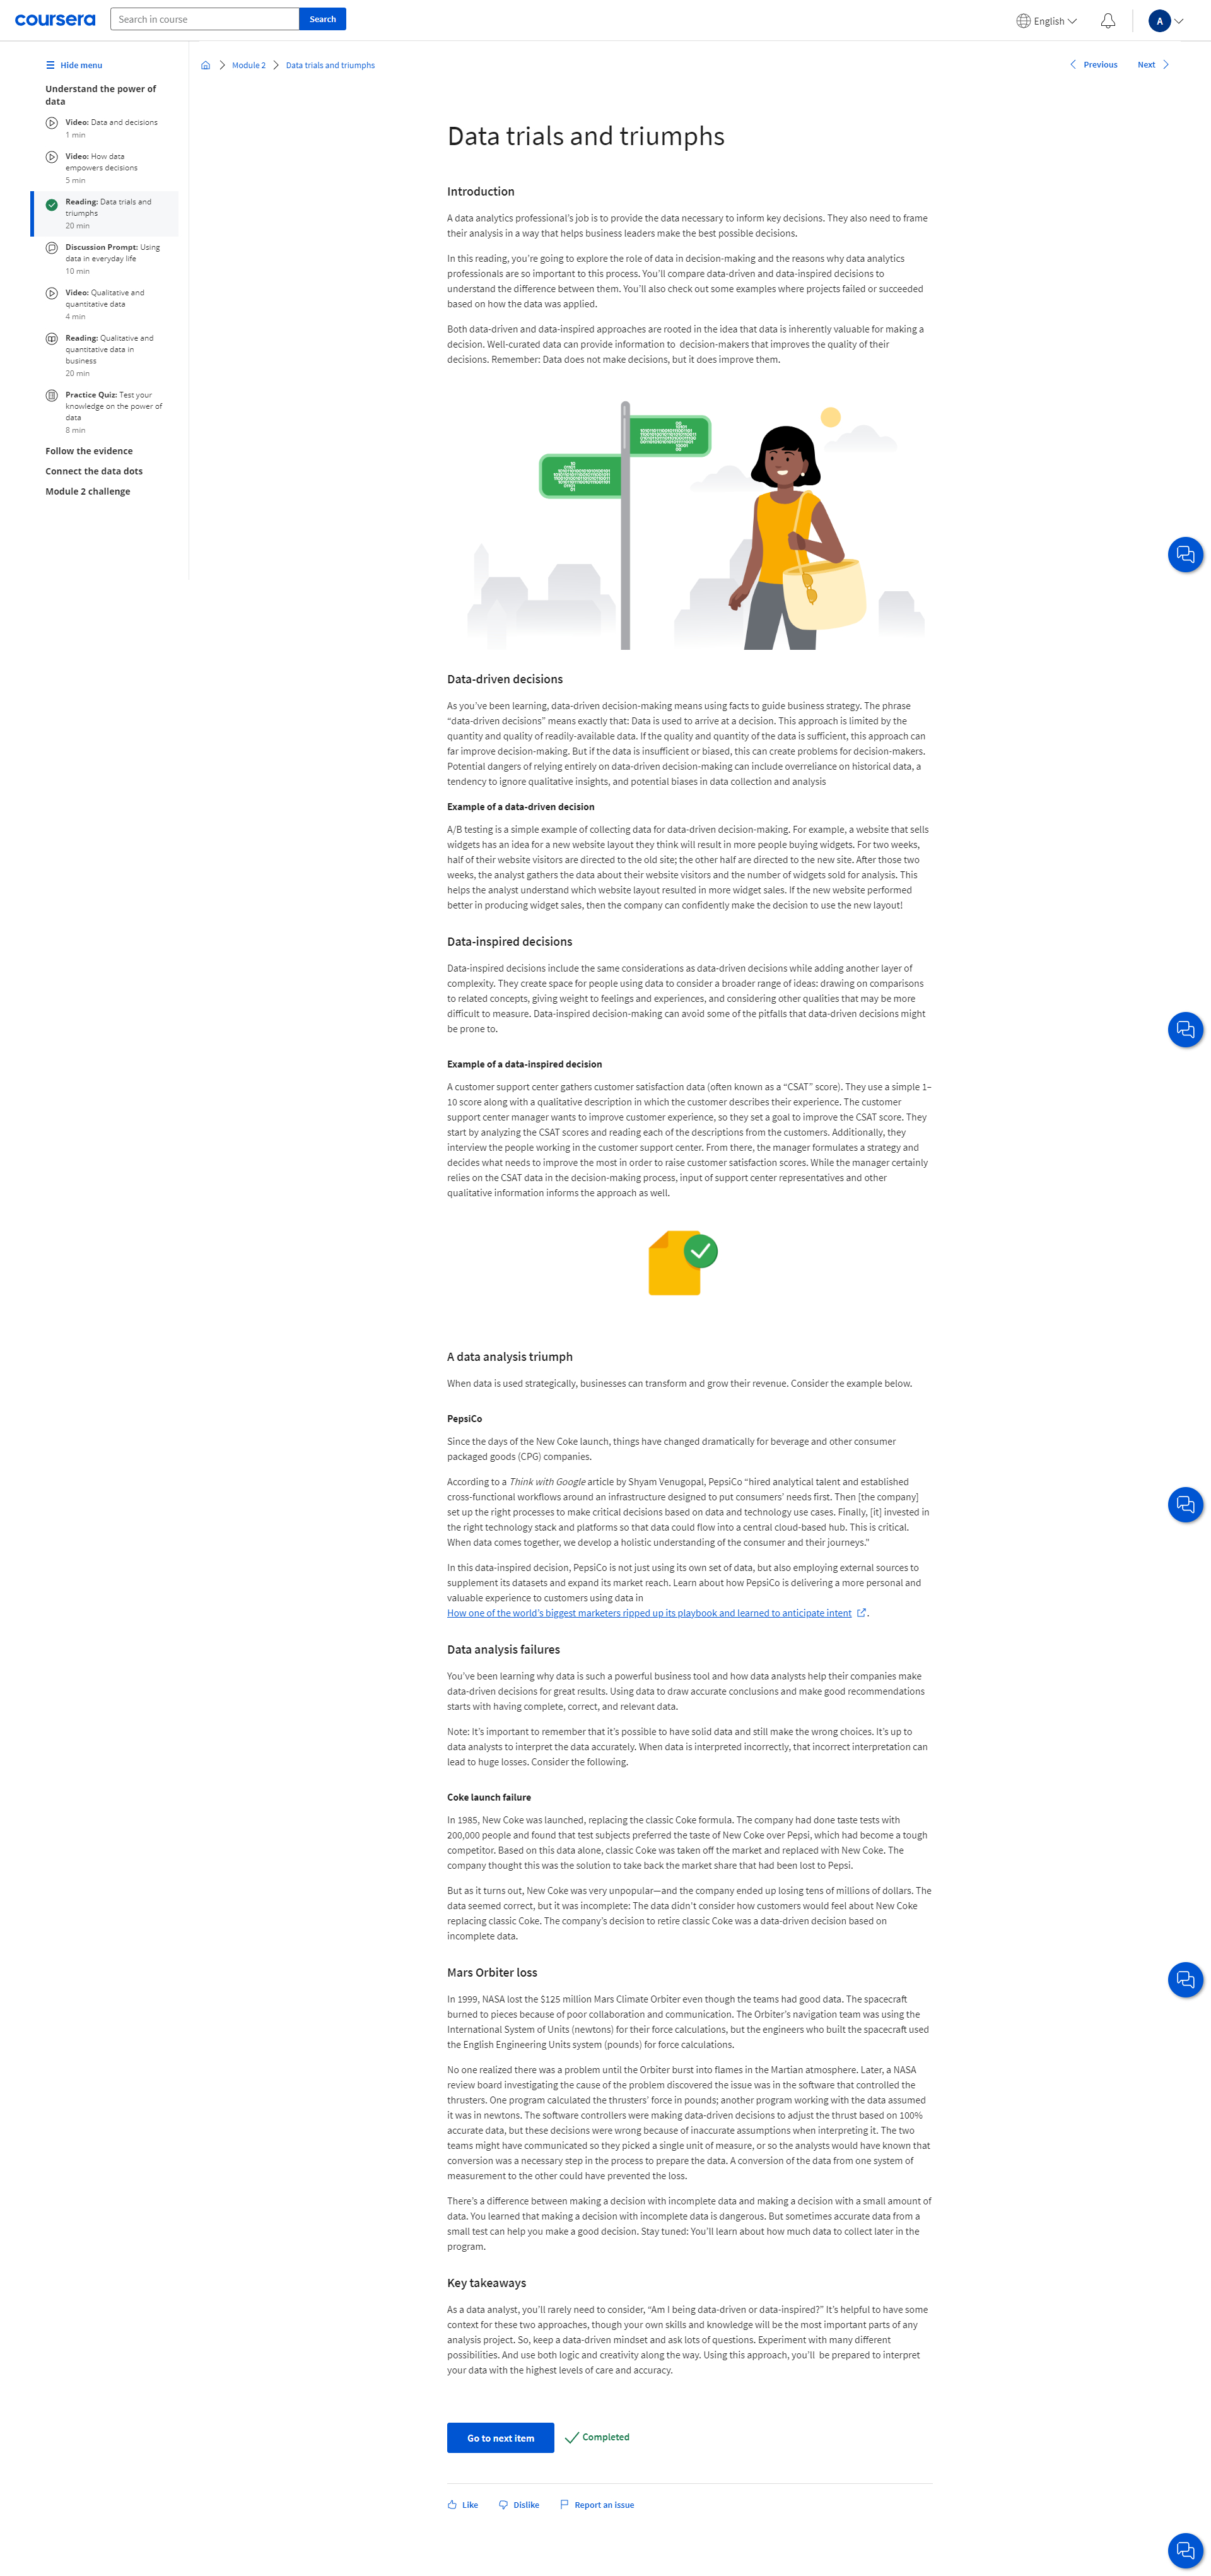 coursera
Search in course
Search
English
A
Hide menu
Understand the power of
data
Video: Data and decisions
1 min
Video: How data
empowers decisions
5 min
Reading: Data trials and
triumphs
20 min
Discussion Prompt: Using
data in everyday life
10 min
Video: Qualitative and
quantitative data
4 min
Reading: Qualitative and
quantitative data in
business
20 min
Practice Quiz: Test your
knowledge on the power of
data
8 min
Follow the evidence
Connect the data dots
Module 2 challenge
Module 2
Data trials and triumphs
Previous
Next
Data trials and triumphs
Introduction
A data analytics professional’s job is to provide the data necessary to inform key decisions. They also need to frame
their analysis in a way that helps business leaders make the best possible decisions.
In this reading, you’re going to explore the role of data in decision-making and the reasons why data analytics
professionals are so important to this process. You’ll compare data-driven and data-inspired decisions to
understand the difference between them. You’ll also check out some examples where projects failed or succeeded
based on how the data was applied.
Both data-driven and data-inspired approaches are rooted in the idea that data is inherently valuable for making a
decision. Well-curated data can provide information to decision-makers that improves the quality of their
decisions. Remember: Data does not make decisions, but it does improve them.
Data-driven decisions
As you’ve been learning, data-driven decision-making means using facts to guide business strategy. The phrase
“data-driven decisions” means exactly that: Data is used to arrive at a decision. This approach is limited by the
quantity and quality of readily-available data. If the quality and quantity of the data is sufficient, this approach can
far improve decision-making. But if the data is insufficient or biased, this can create problems for decision-makers.
Potential dangers of relying entirely on data-driven decision-making can include overreliance on historical data, a
tendency to ignore qualitative insights, and potential biases in data collection and analysis
Example of a data-driven decision
A/B testing is a simple example of collecting data for data-driven decision-making. For example, a website that sells
widgets has an idea for a new website layout they think will result in more people buying widgets. For two weeks,
half of their website visitors are directed to the old site; the other half are directed to the new site. After those two
weeks, the analyst gathers the data about their website visitors and the number of widgets sold for analysis. This
helps the analyst understand which website layout resulted in more widget sales. If the new website performed
better in producing widget sales, then the company can confidently make the decision to use the new layout!
Data-inspired decisions
Data-inspired decisions include the same considerations as data-driven decisions while adding another layer of
complexity. They create space for people using data to consider a broader range of ideas: drawing on comparisons
to related concepts, giving weight to feelings and experiences, and considering other qualities that may be more
difficult to measure. Data-inspired decision-making can avoid some of the pitfalls that data-driven decisions might
be prone to.
Example of a data-inspired decision
A customer support center gathers customer satisfaction data (often known as a “CSAT” score). They use a simple 1–
10 score along with a qualitative description in which the customer describes their experience. The customer
support center manager wants to improve customer experience, so they set a goal to improve the CSAT score. They
start by analyzing the CSAT scores and reading each of the descriptions from the customers. Additionally, they
interview the people working in the customer support center. From there, the manager formulates a strategy and
decides what needs to improve the most in order to raise customer satisfaction scores. While the manager certainly
relies on the CSAT data in the decision-making process, input of support center representatives and other
qualitative information informs the approach as well.
A data analysis triumph
When data is used strategically, businesses can transform and grow their revenue. Consider the example below.
PepsiCo
Since the days of the New Coke launch, things have changed dramatically for beverage and other consumer
packaged goods (CPG) companies.
According to a Think with Google article by Shyam Venugopal, PepsiCo “hired analytical talent and established
cross-functional workflows around an infrastructure designed to put consumers’ needs first. Then [the company]
set up the right processes to make critical decisions based on data and technology use cases. Finally, [it] invested in
the right technology stack and platforms so that data could flow into a central cloud-based hub. This is critical.
When data comes together, we develop a holistic understanding of the consumer and their journeys.”
In this data-inspired decision, PepsiCo is not just using its own set of data, but also employing external sources to
supplement its datasets and expand its market reach. Learn about how PepsiCo is delivering a more personal and
valuable experience to customers using data in
How one of the world’s biggest marketers ripped up its playbook and learned to anticipate intent .
Data analysis failures
You’ve been learning why data is such a powerful business tool and how data analysts help their companies make
data-driven decisions for great results. Using data to draw accurate conclusions and make good recommendations
starts with having complete, correct, and relevant data.
Note: It’s important to remember that it’s possible to have solid data and still make the wrong choices. It’s up to
data analysts to interpret the data accurately. When data is interpreted incorrectly, that incorrect interpretation can
lead to huge losses. Consider the following.
Coke launch failure
In 1985, New Coke was launched, replacing the classic Coke formula. The company had done taste tests with
200,000 people and found that test subjects preferred the taste of New Coke over Pepsi, which had become a tough
competitor. Based on this data alone, classic Coke was taken off the market and replaced with New Coke. The
company thought this was the solution to take back the market share that had been lost to Pepsi.
But as it turns out, New Coke was very unpopular—and the company ended up losing tens of millions of dollars. The
data seemed correct, but it was incomplete: The data didn’t consider how customers would feel about New Coke
replacing classic Coke. The company’s decision to retire classic Coke was a data-driven decision based on
incomplete data.
Mars Orbiter loss
In 1999, NASA lost the $125 million Mars Climate Orbiter even though the teams had good data. The spacecraft
burned to pieces because of poor collaboration and communication. The Orbiter’s navigation team was using the
International System of Units (newtons) for their force calculations, but the engineers who built the spacecraft used
the English Engineering Units system (pounds) for force calculations.
No one realized there was a problem until the Orbiter burst into flames in the Martian atmosphere. Later, a NASA
review board investigating the cause of the problem discovered the issue was in the software that controlled the
thrusters. One program calculated the thrusters’ force in pounds; another program working with the data assumed
it was in newtons. The software controllers were making data-driven decisions to adjust the thrust based on 100%
accurate data, but these decisions were wrong because of inaccurate assumptions when interpreting it. The two
teams might have communicated so they picked a single unit of measure, or so the analysts would have known that
conversion was a necessary step in the process to prepare the data. A conversion of the data from one system of
measurement to the other could have prevented the loss.
There’s a difference between making a decision with incomplete data and making a decision with a small amount of
data. You learned that making a decision with incomplete data is dangerous. But sometimes accurate data from a
small test can help you make a good decision. Stay tuned: You’ll learn about how much data to collect later in the
program.
Key takeaways
As a data analyst, you’ll rarely need to consider, “Am I being data-driven or data-inspired?” It’s helpful to have some
context for these two approaches, though your own skills and knowledge will be the most important parts of any
analysis project. So, keep a data-driven mindset and ask lots of questions. Experiment with many different
possibilities. And use both logic and creativity along the way. Using this approach, you’ll be prepared to interpret
your data with the highest levels of care and accuracy.
Go to next item
Completed
Like
Dislike
Report an issue